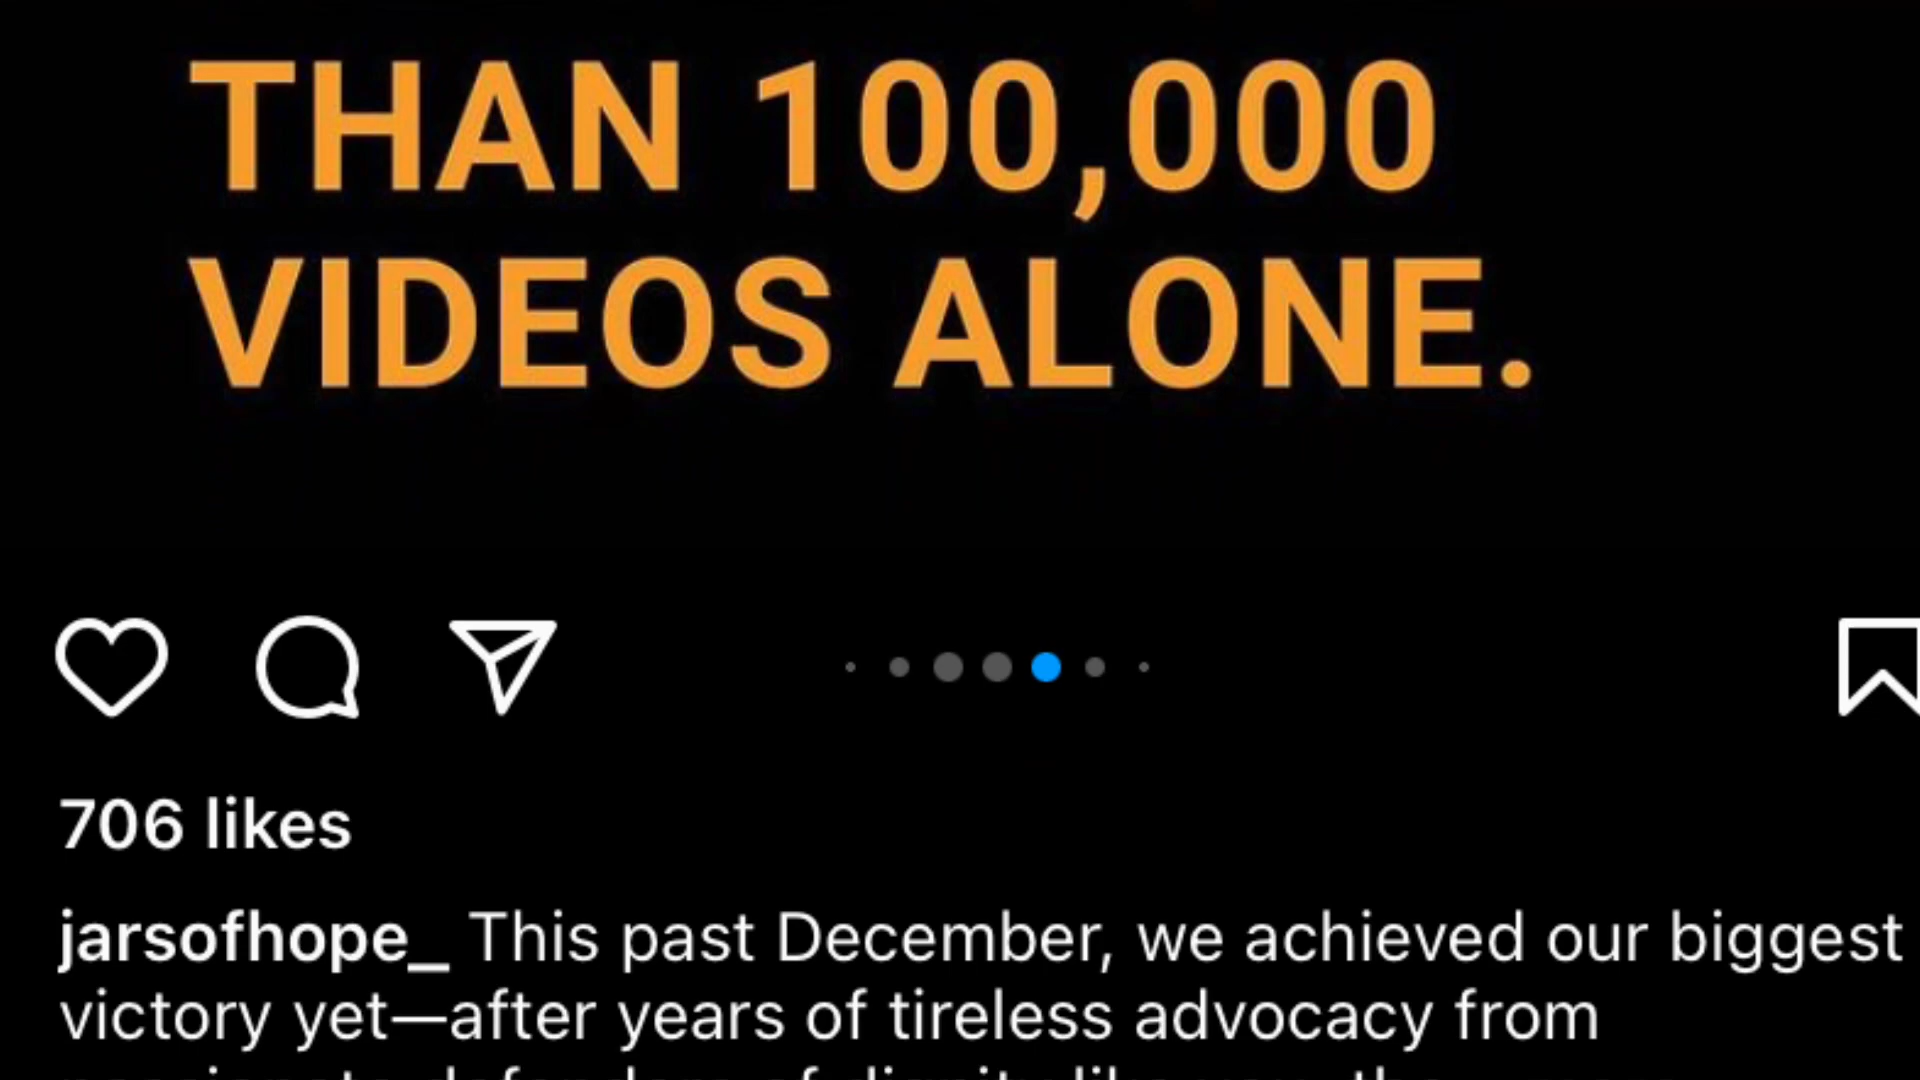 THAN 100,000
VIDEOS ALONE.
706 likes
jarsofhope_ This past December, we achieved our biggest
victory yet—after years of tireless advocacy from